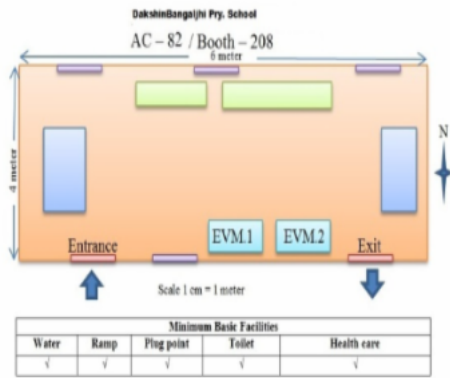 DakshinBangaljhi Pry. School
AC – 82 / Booth – 208
6 meter
4 meter
N
EVM.1 EVM.2
Entrance Exit
Scale 1 cm = 1 meter
Minimum Basic Facilities
Water Ramp Plug point Toilet Health care
√ √ √ √ √